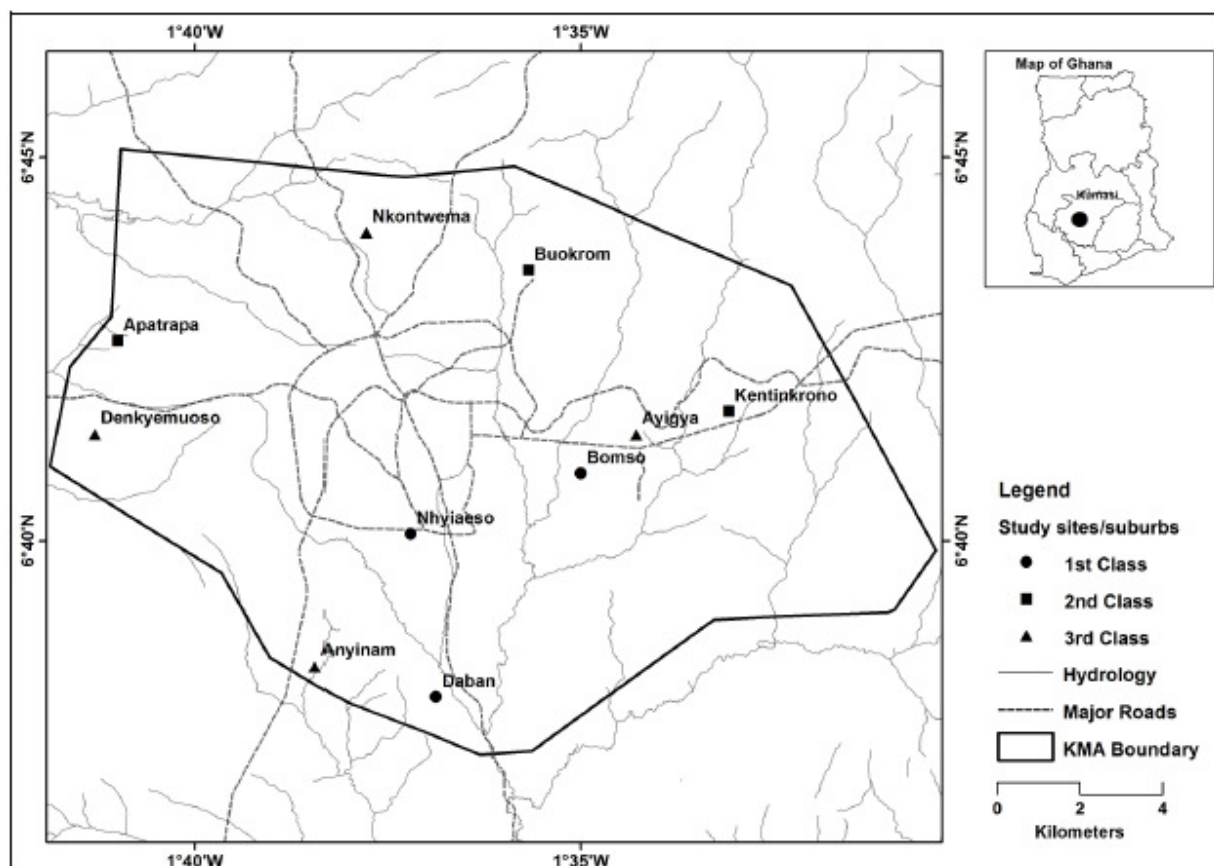 1°40'W 1°35'W
Map of Ghana
Kumasi
6°45'N 6°45'N
Nkontwema
Buokrom
Apatrapa
Kentinkrono
Denkyemuoso
Ayigya
Bomso
Nhyiaeso
6°40'N 6°40'N
Anyinam
Daban
1°40'W 1°35'W
Legend
Study sites/suburbs
1st Class
2nd Class
3rd Class
Hydrology
Major Roads
KMA Boundary
0 2 4
Kilometers